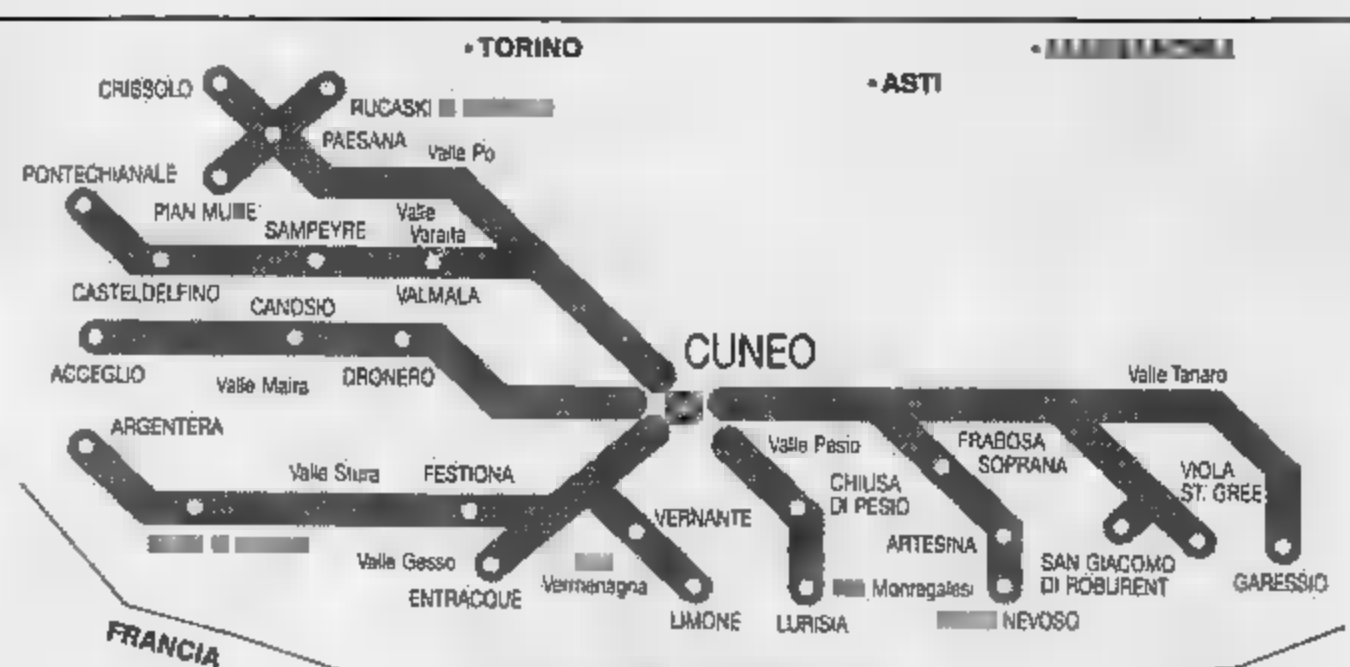 • TORINO
• ASTI
CRISSOLO
RUCASKI
PAESANA
Valle Po
PONTECHIANALE
PIAN
SAMPEYRE
Valle
Varaita
CASTELDELFINO
CANOSIO
VALMALA
CUNEO
ACCEGLIO
Valle Maira
DRONERO
Valle Tanaro
ARGENTERA
Valle Pesio
FRABOSA
SOPRANA
Valle Stura
FESTIONA
CHIUSA
DI PESIO
VIOLA
ST. GREE
VERNANTE
ARTESINA
Valle Gesso
Vermenagna
ENTRACQUE
Monregalesi
SAN GIACOMO
DI ROBURENT
GARESSIO
LIMONE
LURISIA
NEVOSO
FRANCIA